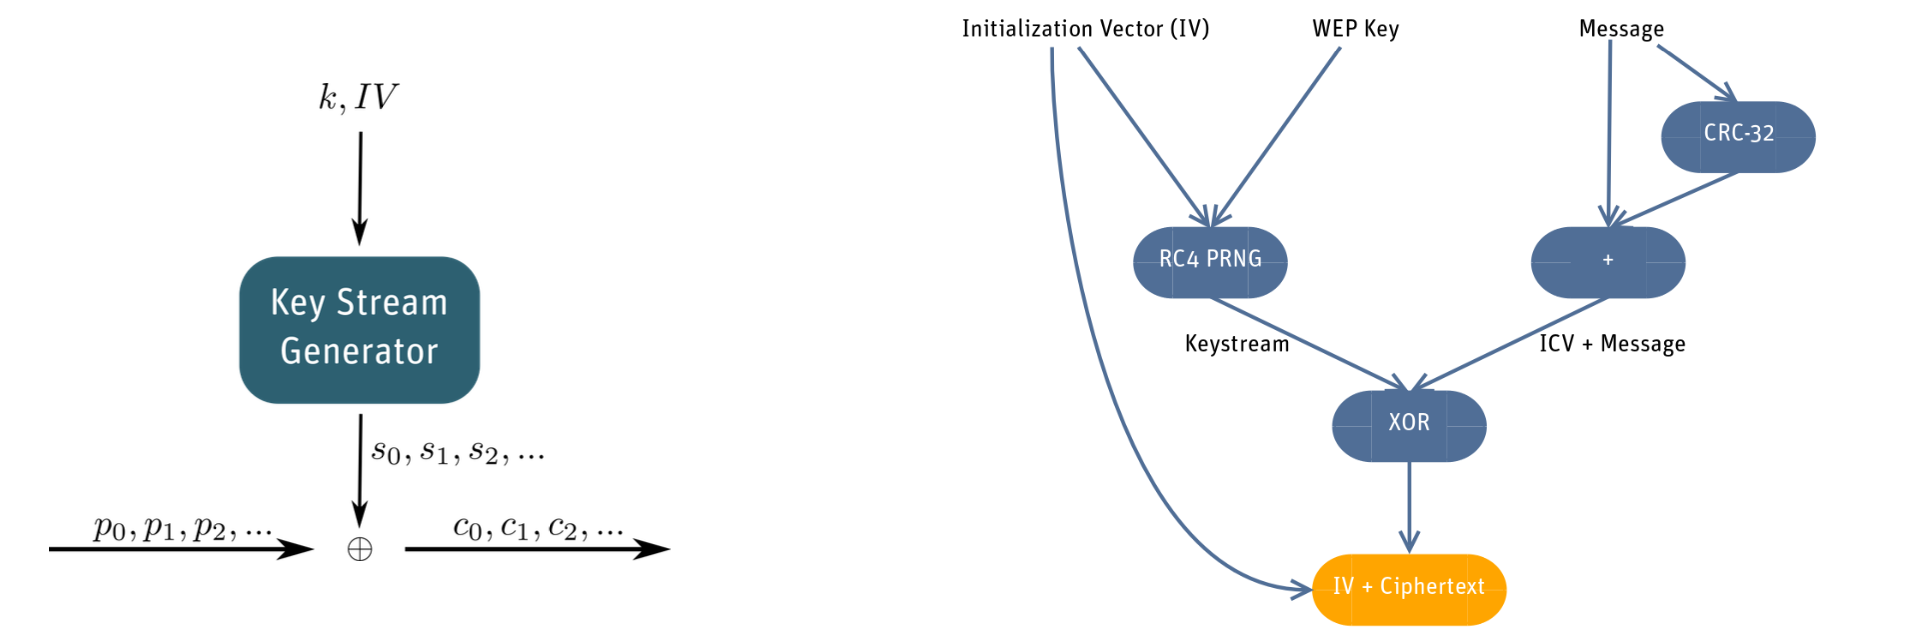 k, IV
Key Stream
Generator
s₀, s₁, s₂, ...
p₀, p₁, p₂, ...
c₀, c₁, c₂, ...
Initialization Vector (IV)
WEP Key
Message
CRC-32
RC4 PRNG
+
Keystream
ICV + Message
XOR
IV + Ciphertext